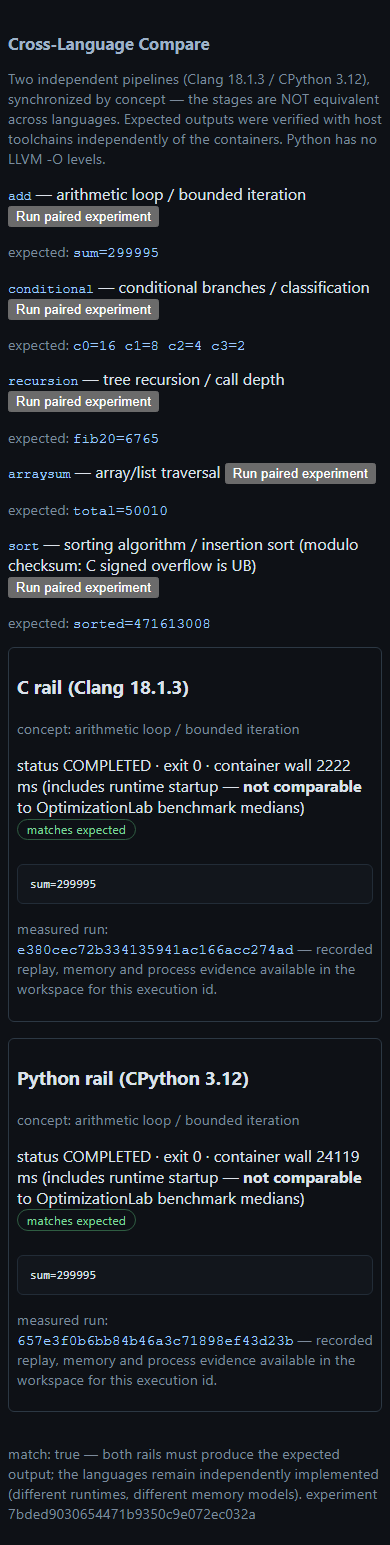 Cross-Language Compare
Two independent pipelines (Clang 18.1.3 / CPython 3.12),
synchronized by concept — the stages are NOT equivalent
across languages. Expected outputs were verified with host
toolchains independently of the containers. Python has no
LLVM -O levels.
add — arithmetic loop / bounded iteration
Run paired experiment
expected: sum=299995
conditional — conditional branches / classification
Run paired experiment
expected: c0=16 c1=8 c2=4 c3=2
recursion — tree recursion / call depth
Run paired experiment
expected: fib20=6765
arraysum — array/list traversal Run paired experiment
expected: total=50010
sort — sorting algorithm / insertion sort (modulo
checksum: C signed overflow is UB)
Run paired experiment
expected: sorted=471613008
C rail (Clang 18.1.3)
concept: arithmetic loop / bounded iteration
status COMPLETED · exit 0 · container wall 2222
ms (includes runtime startup — not comparable
to OptimizationLab benchmark medians)
matches expected
sum=299995
measured run:
e380cec72b334135941ac166acc274ad — recorded
replay, memory and process evidence available in the
workspace for this execution id.
Python rail (CPython 3.12)
concept: arithmetic loop / bounded iteration
status COMPLETED · exit 0 · container wall 24119
ms (includes runtime startup — not comparable
to OptimizationLab benchmark medians)
matches expected
sum=299995
measured run:
657e3f0b6bb84b46a3c71898ef43d23b — recorded
replay, memory and process evidence available in the
workspace for this execution id.
match: true — both rails must produce the expected
output; the languages remain independently implemented
(different runtimes, different memory models). experiment
7bded9030654471b9350c9e072ec032a